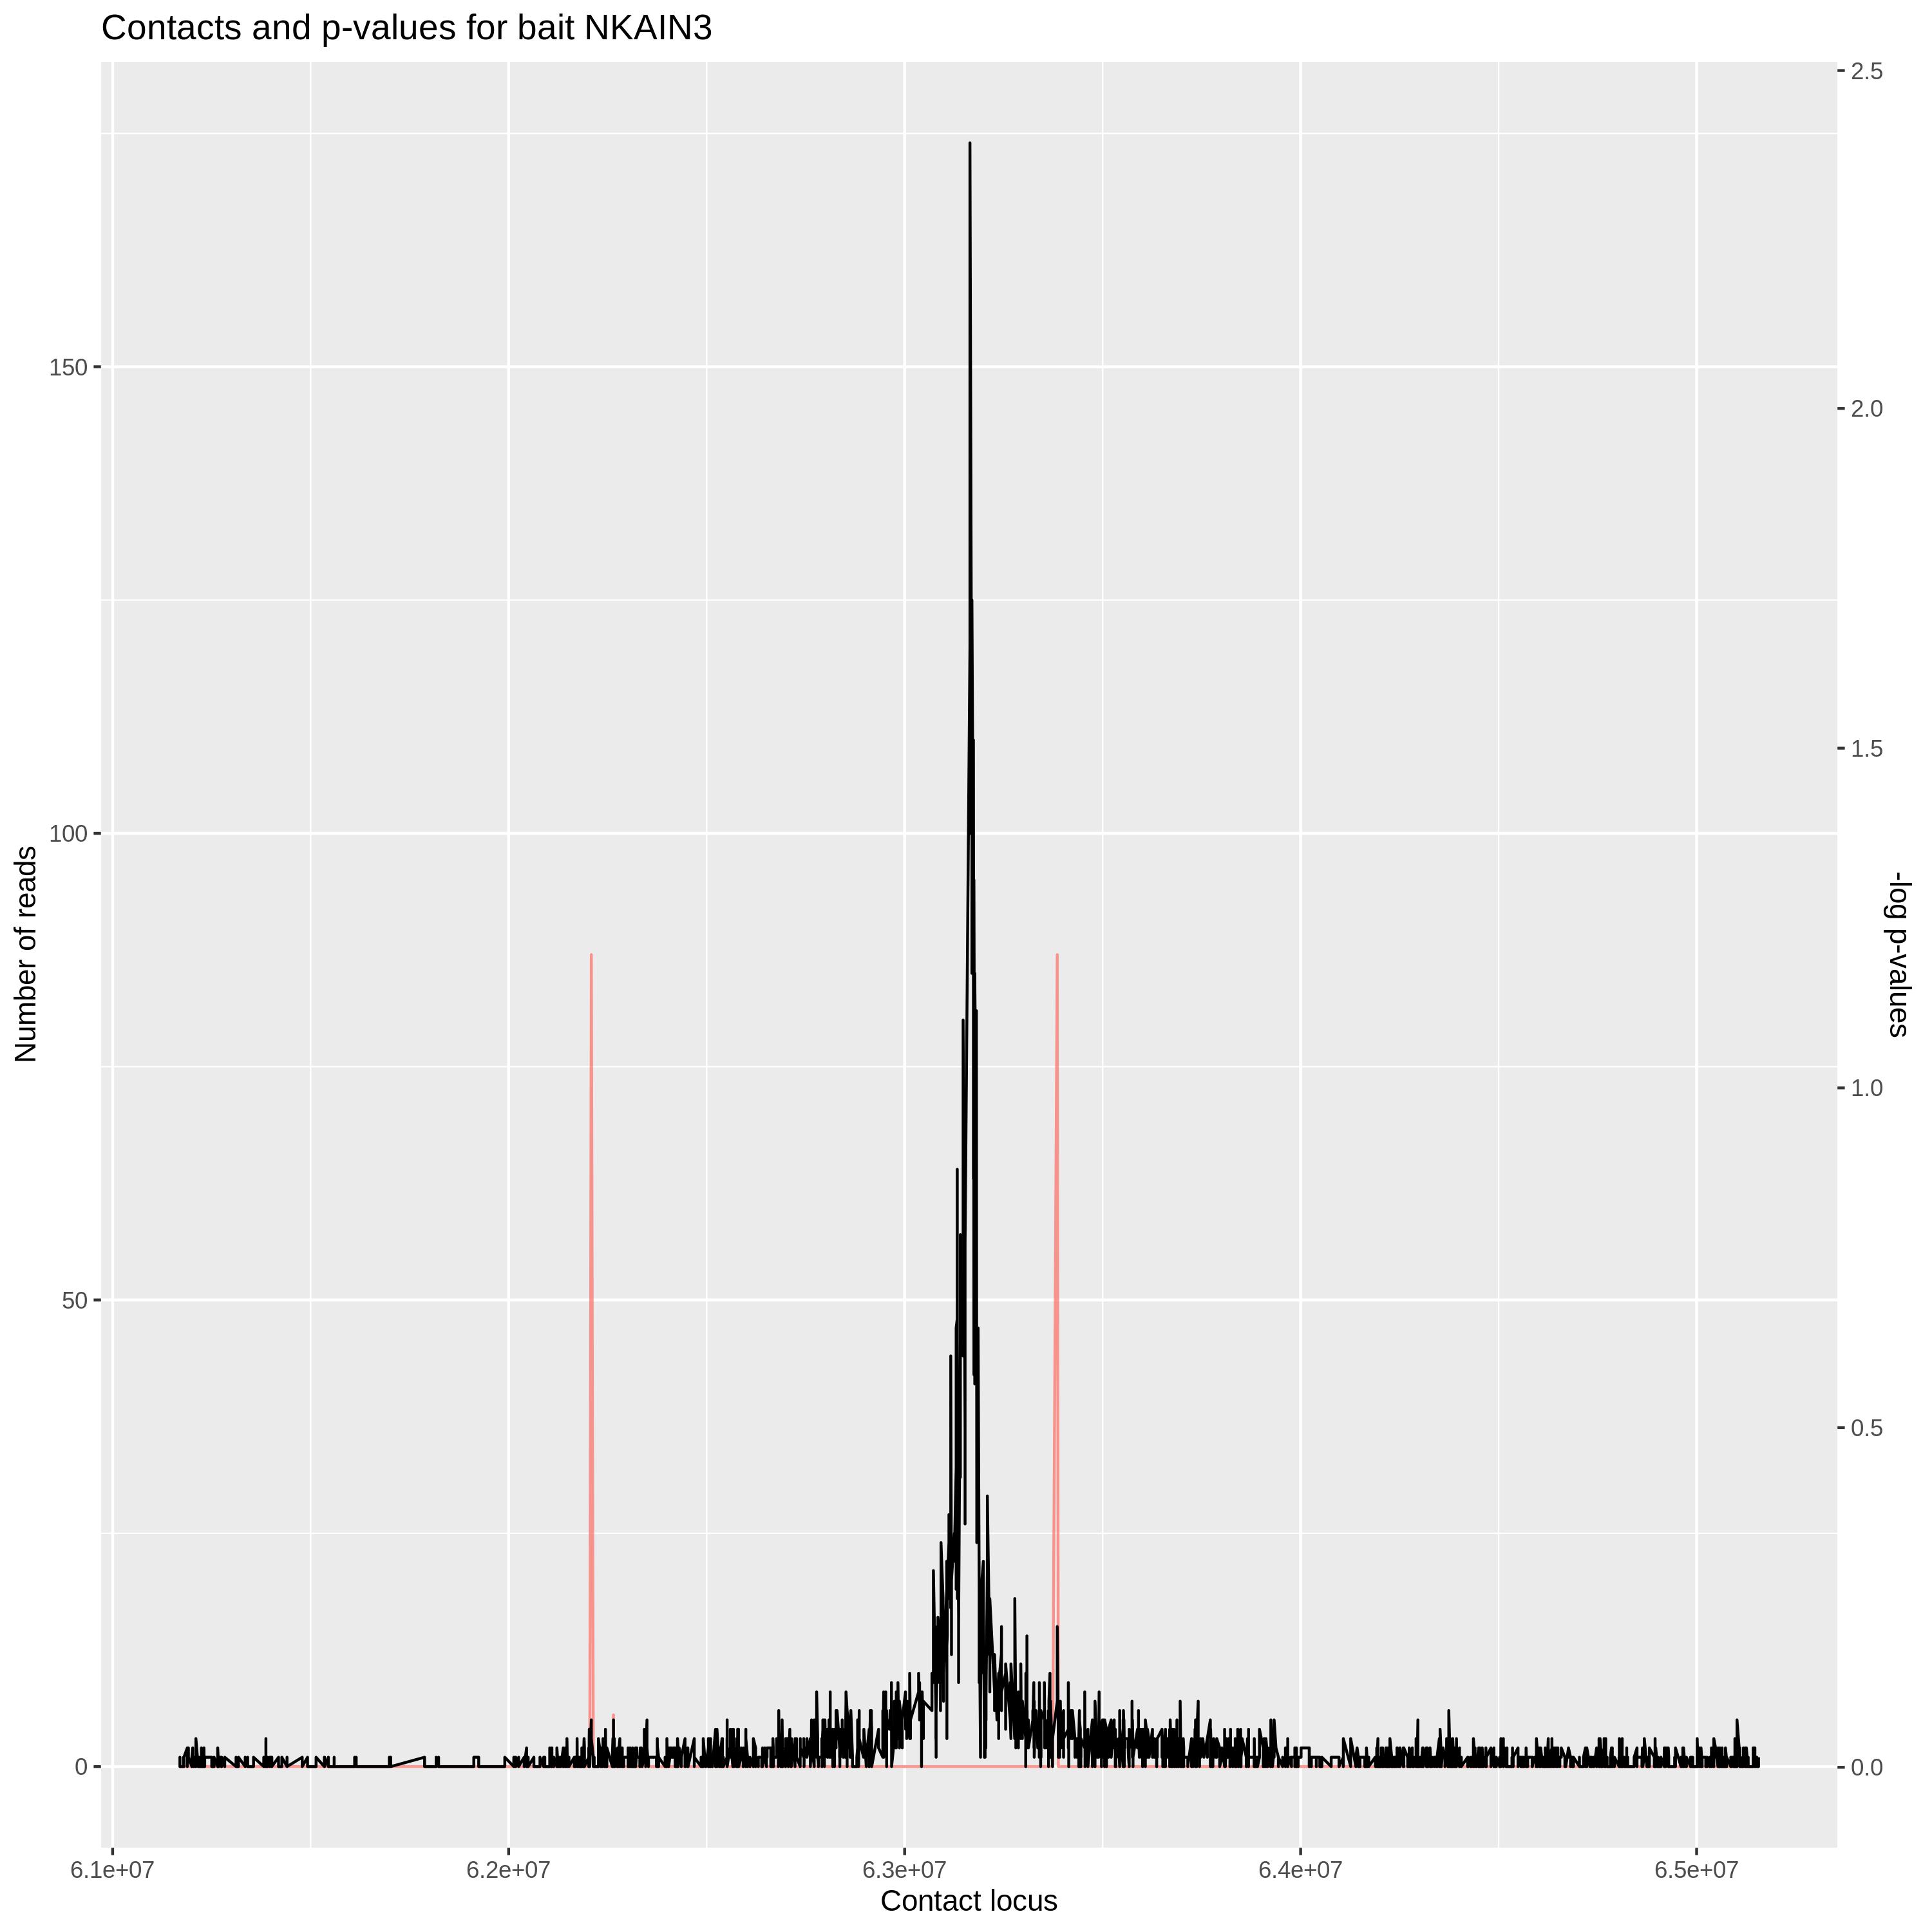 Contacts and p-values for bait NKAIN3
2.5
150
2.0
1.5
100
Number of reads
-log p-values
1.0
50
0.5
0
0.0
6.1e+07
6.2e+07
6.3e+07
6.4e+07
6.5e+07
Contact locus